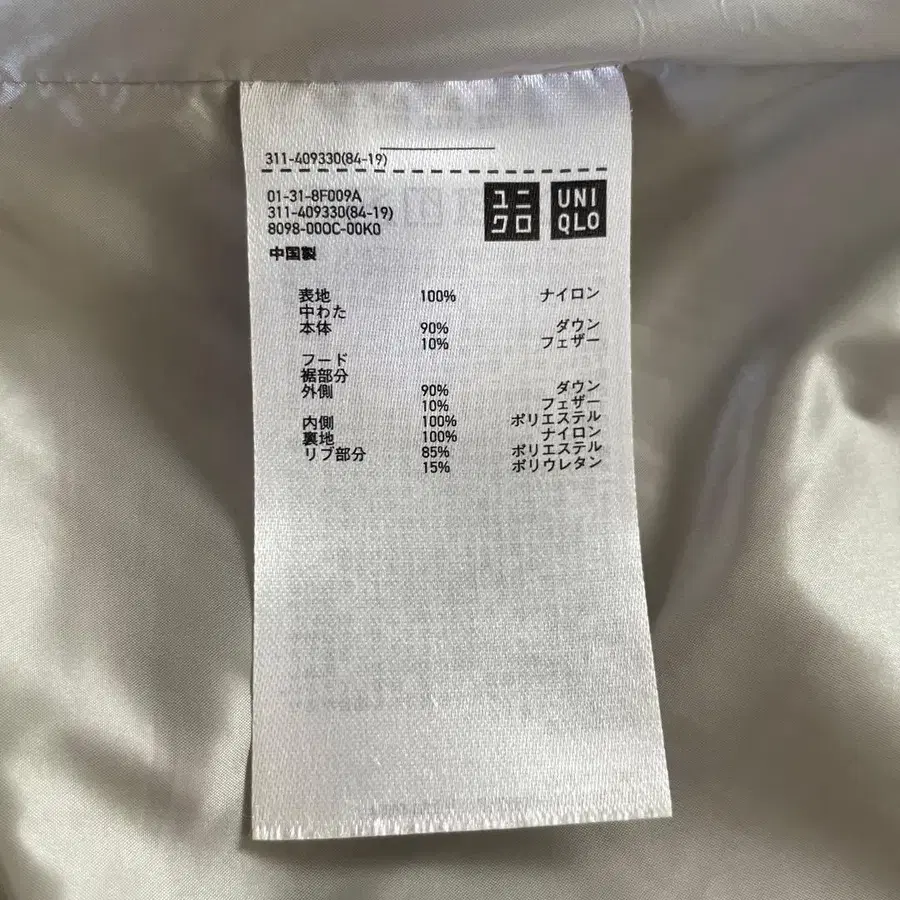 311-409330(84-19)
01-31-8F009A
311-409330(84-19)
8098-00OC-00K0
ユニ
クロ
UNI
QLO
中国製
表地 100% ナイロン
中わた
本体 90% ダウン
10% フェザー
フード
裾部分
外側 90% ダウン
10% フェザー
内側 100% ポリエステル
裏地 100% ナイロン
リブ部分 85% ポリエステル
15% ポリウレタン